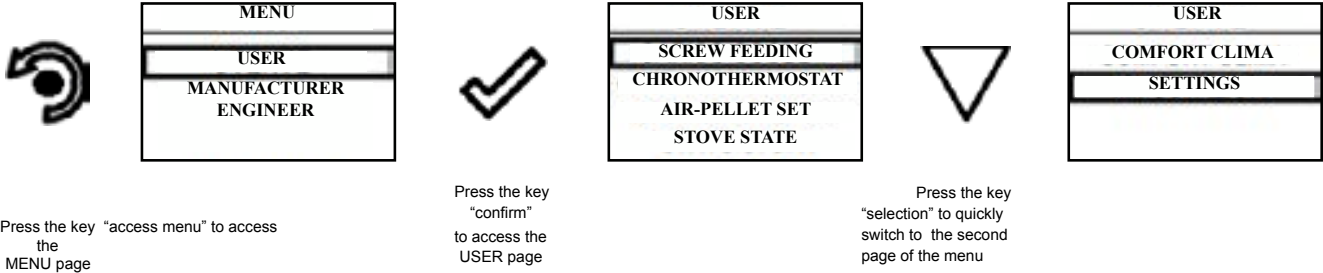 MENU
USER
MANUFACTURER
ENGINEER
USER
SCREW FEEDING
CHRONOTHERMOSTAT
AIR-PELLET SET
STOVE STATE
USER
COMFORT CLIMA
SETTINGS
Press the key "access menu" to access
the
MENU page
Press the key
“confirm”
to access the
USER page
Press the key
“selection” to quickly
switch to the second
page of the menu